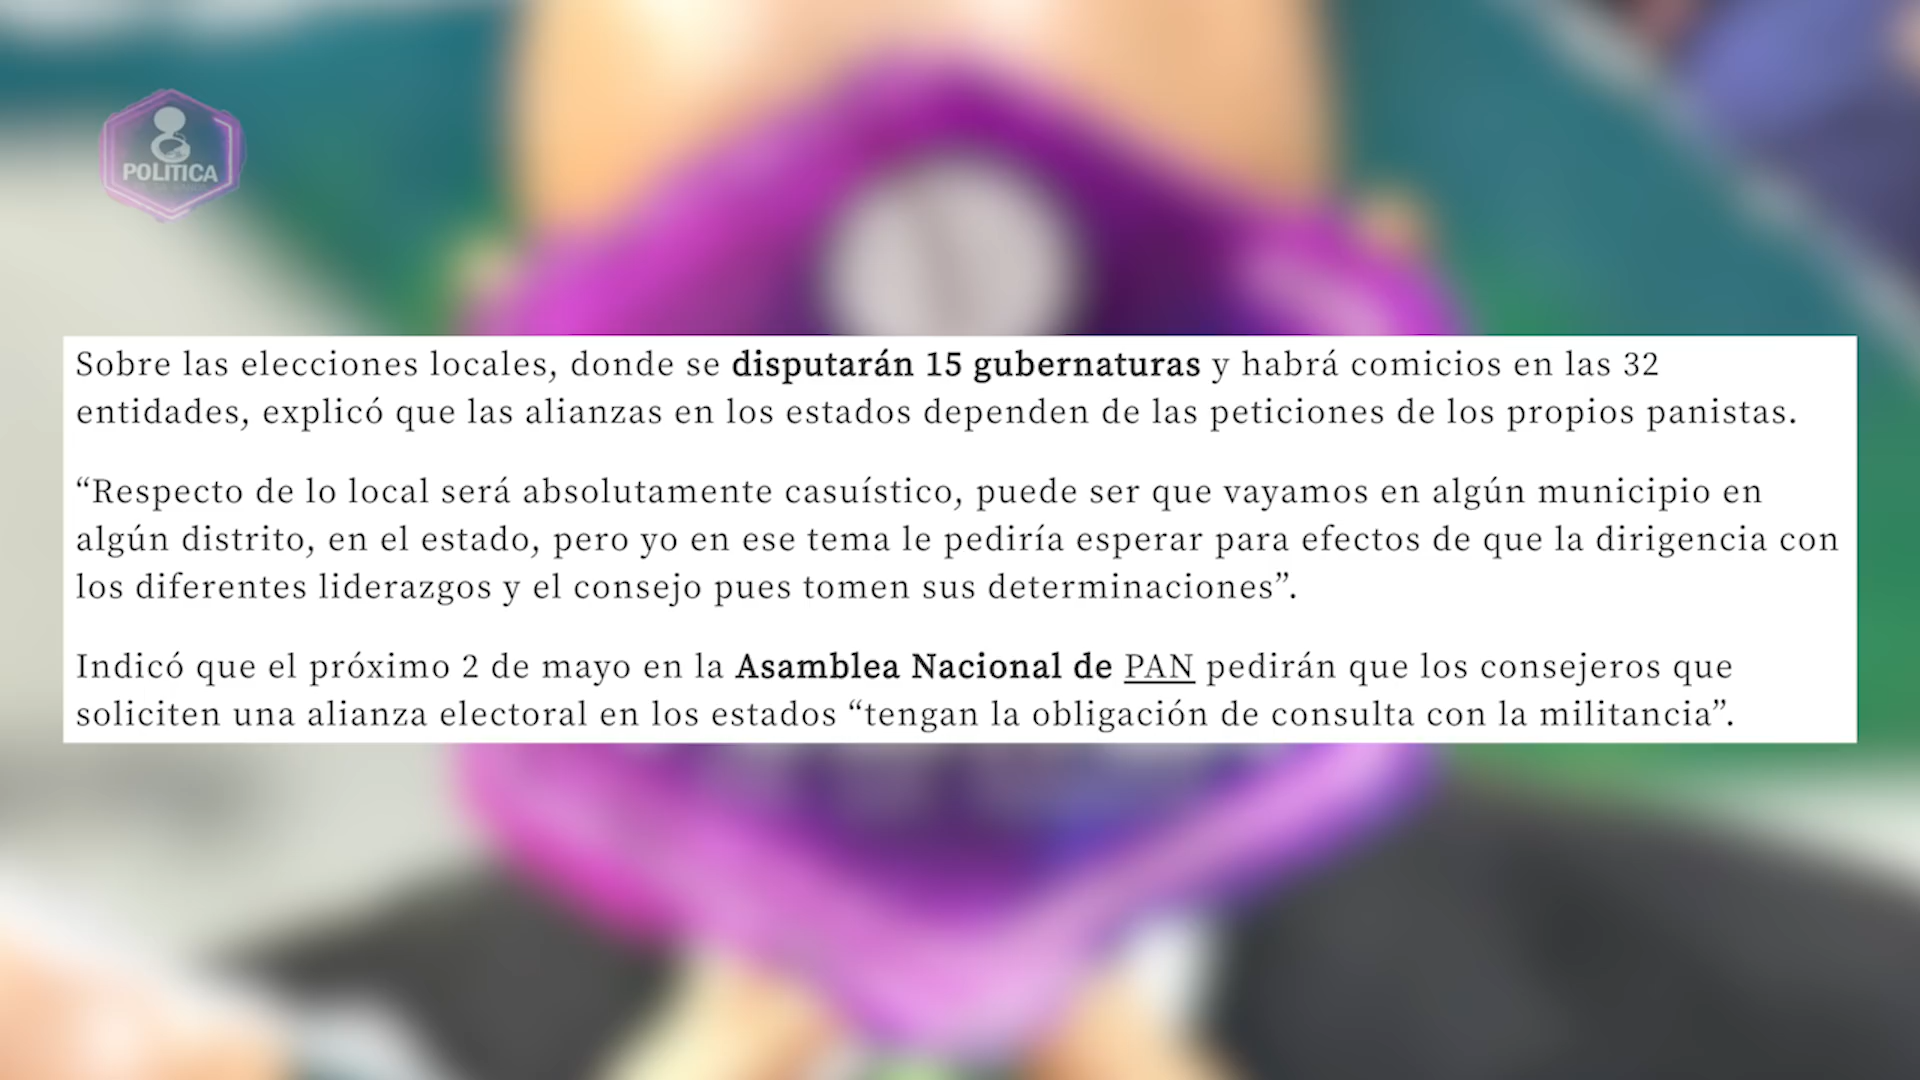 POLITICA
Sobre las elecciones locales, donde se disputarán 15 gubernaturas y habrá comicios en las 32
entidades, explicó que las alianzas en los estados dependen de las peticiones de los propios panistas.
“Respecto de lo local será absolutamente casuístico, puede ser que vayamos en algún municipio en
algún distrito, en el estado, pero yo en ese tema le pediría esperar para efectos de que la dirigencia con
los diferentes liderazgos y el consejo pues tomen sus determinaciones”.
Indicó que el próximo 2 de mayo en la Asamblea Nacional de PAN pedirán que los consejeros que
soliciten una alianza electoral en los estados “tengan la obligación de consulta con la militancia”.